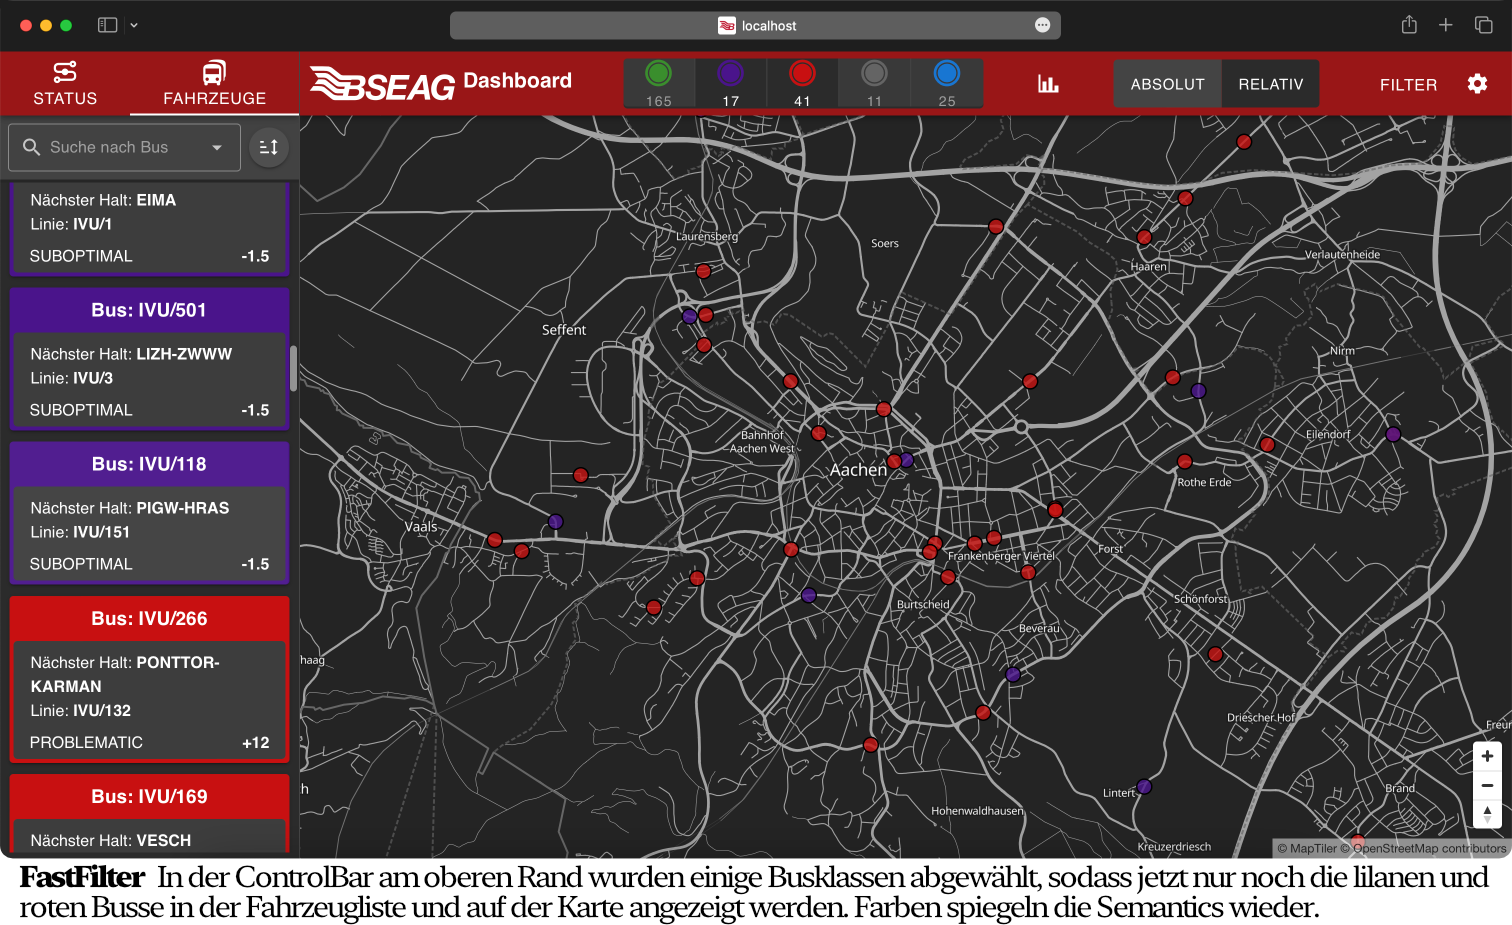 localhost
STATUS
FAHRZEUGE
BSEAG Dashboard
165
17
41
11
25
ABSOLUT
RELATIV
FILTER
Suche nach Bus
Nächster Halt: EIMA
Linie: IVU/1
SUBOPTIMAL -1.5
Bus: IVU/501
Nächster Halt: LIZH-ZWWW
Linie: IVU/3
SUBOPTIMAL -1.5
Bus: IVU/118
Nächster Halt: PIGW-HRAS
Linie: IVU/151
SUBOPTIMAL -1.5
Bus: IVU/266
Nächster Halt: PONTTOR-
KARMAN
Linie: IVU/132
PROBLEMATIC +12
Bus: IVU/169
Nächster Halt: VESCH
Laurensberg
Soers
Haaren
Verlautenheide
Seffent
Nirm
Bahnhof
Aachen West
Eilendorf
Aachen
Rothe Erde
Vaals
Frankenberger Viertel
Forst
Schönforst
Burtscheid
Beverau
haag
Driescher Hof
Freun
h
Lintert
Brand
Hohenwaldhausen
Kreuzerdriesch
© MapTiler © OpenStreetMap contributors
FastFilter In der ControlBar am oberen Rand wurden einige Busklassen abgewählt, sodass jetzt nur noch die lilanen und
roten Busse in der Fahrzeugliste und auf der Karte angezeigt werden. Farben spiegeln die Semantics wieder.